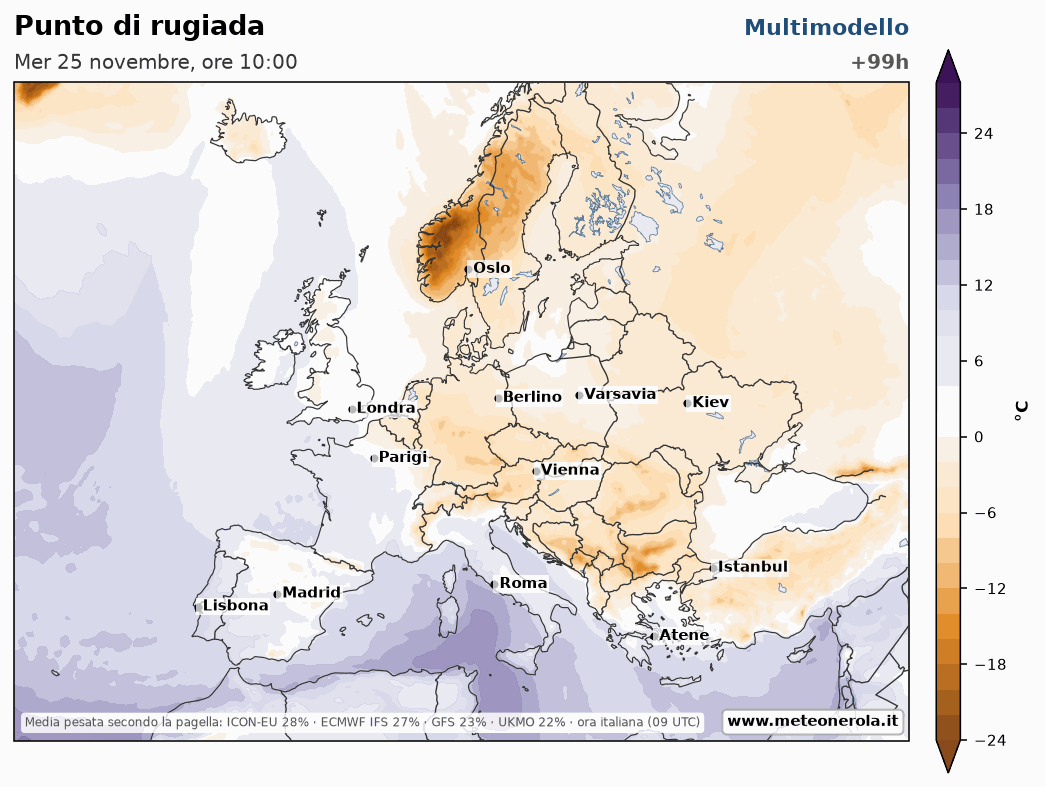 Punto di rugiada
Multimodello
Mer 25 novembre, ore 10:00
+99h
24
18
12
6
0
−6
−12
−18
−24
°C
Oslo
Berlino
Varsavia
Kiev
Londra
Parigi
Vienna
Istanbul
Roma
Madrid
Lisbona
Atene
Media pesata secondo la pagella: ICON-EU 28% · ECMWF IFS 27% · GFS 23% · UKMO 22% · ora italiana (09 UTC)
www.meteonerola.it